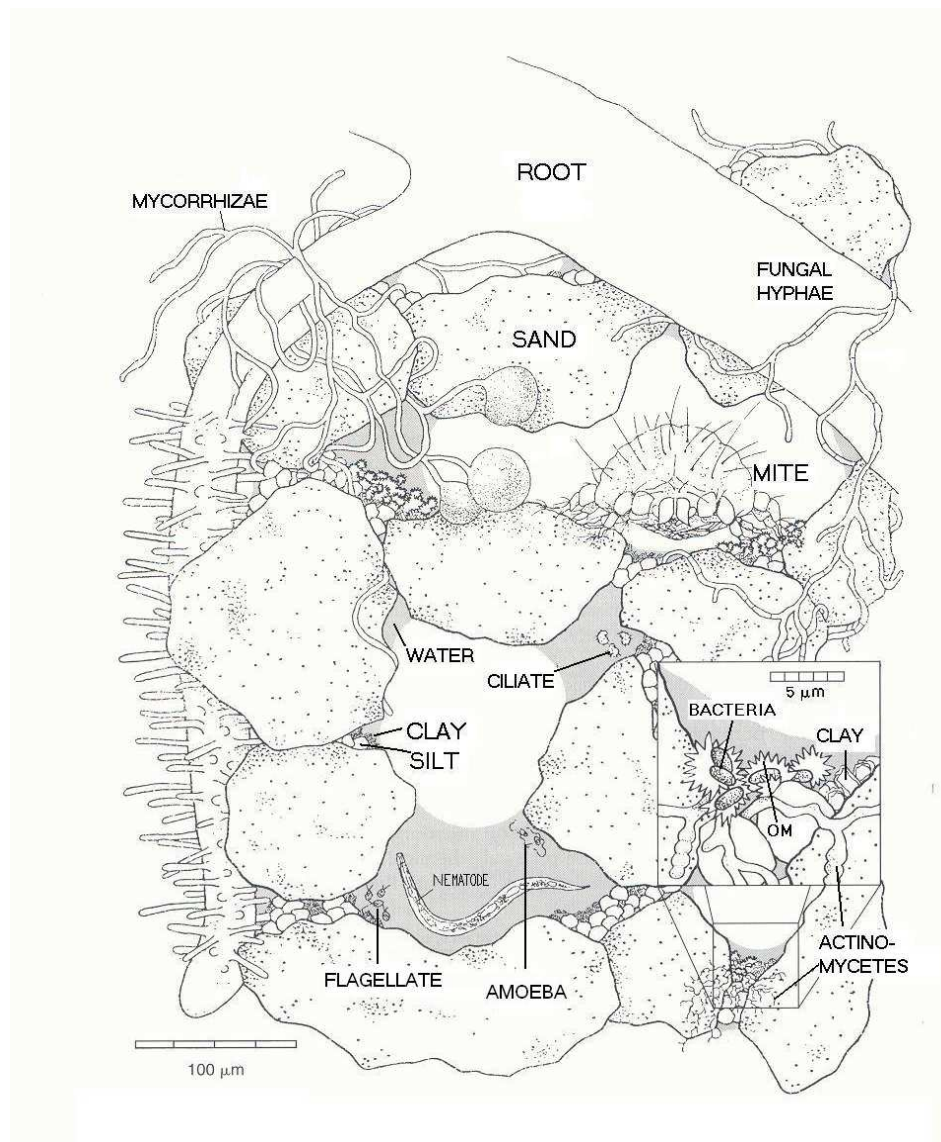 ROOT
MYCORRHIZAE
FUNGAL
HYPHAE
SAND
MITE
WATER
CILIATE
5 μm
BACTERIA
CLAY
CLAY
SILT
OM
NEMATODE
ACTINO-
MYCETES
FLAGELLATE
AMOEBA
100 μm